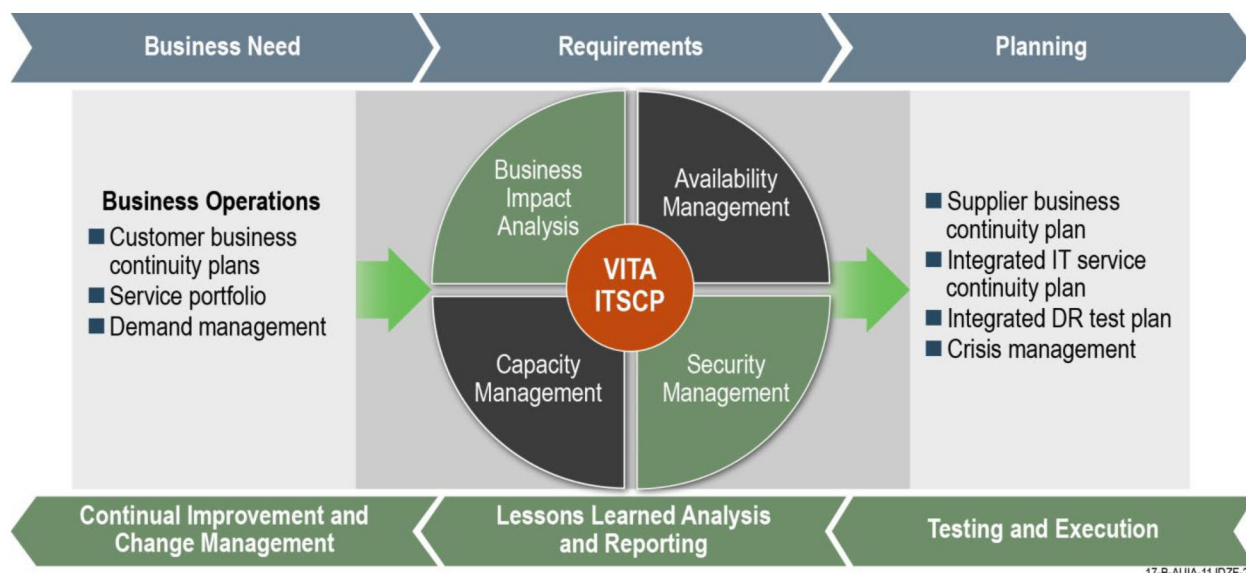 Business Need
Requirements
Planning
Business Operations
Customer business
continuity plans
Service portfolio
Demand management
Business
Impact
Analysis
Availability
Management
VITA
ITSCP
Capacity
Management
Security
Management
Supplier business
continuity plan
Integrated IT service
continuity plan
Integrated DR test plan
Crisis management
Continual Improvement and
Change Management
Lessons Learned Analysis
and Reporting
Testing and Execution